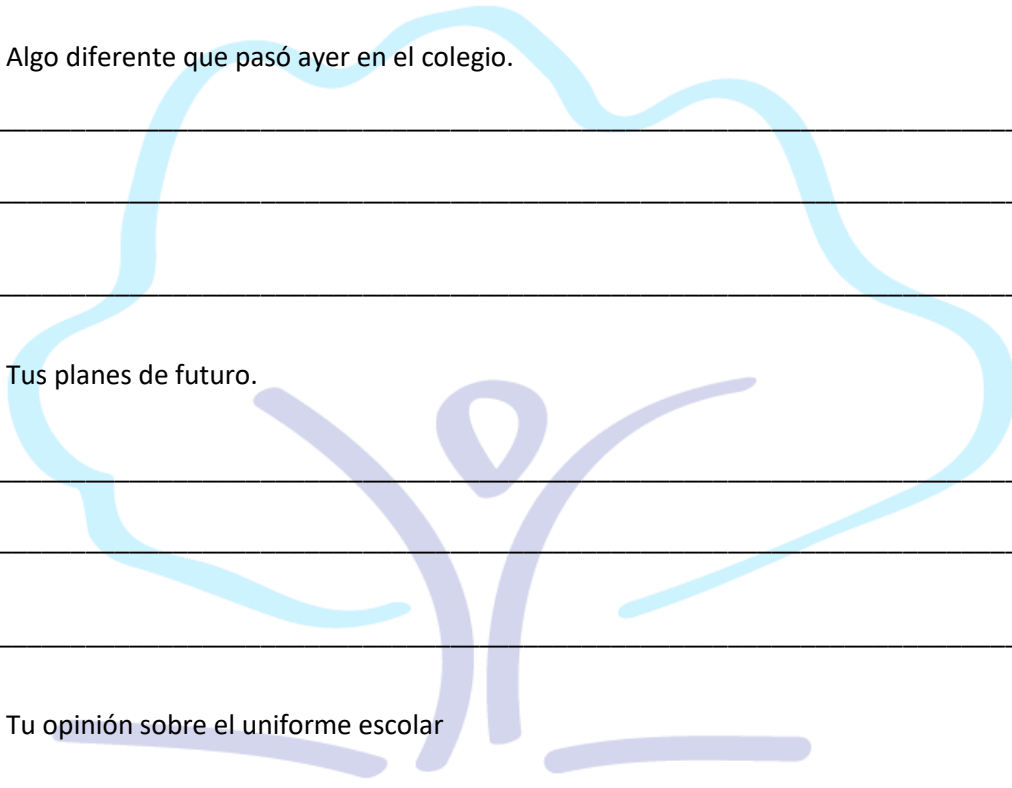 Algo diferente que pasó ayer en el colegio.
Tus planes de futuro.
Tu opinión sobre el uniforme escolar